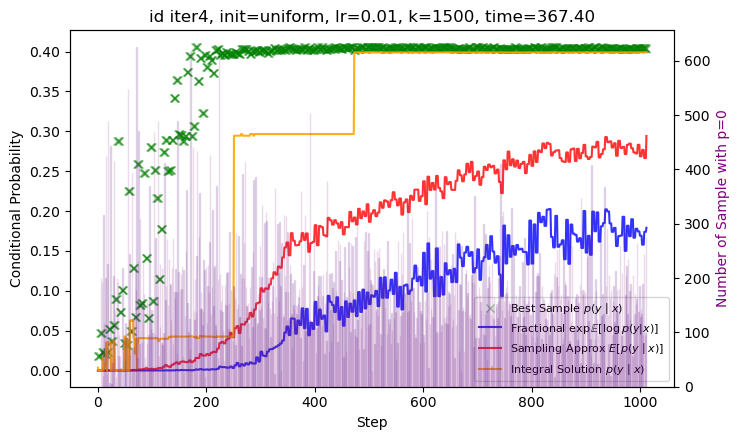 id iter4, init=uniform, lr=0.01, k=1500, time=367.40
Conditional Probability
0.40
0.35
0.30
0.25
0.20
0.15
0.10
0.05
0.00
600
500
400
300
200
100
0
Number of Sample with p=0
Best Sample p(y | x)
Fractional exp𝔼[log p(y|x)]
Sampling Approx E[p(y | x)]
Integral Solution p(y | x)
0
200
400
600
800
1000
Step